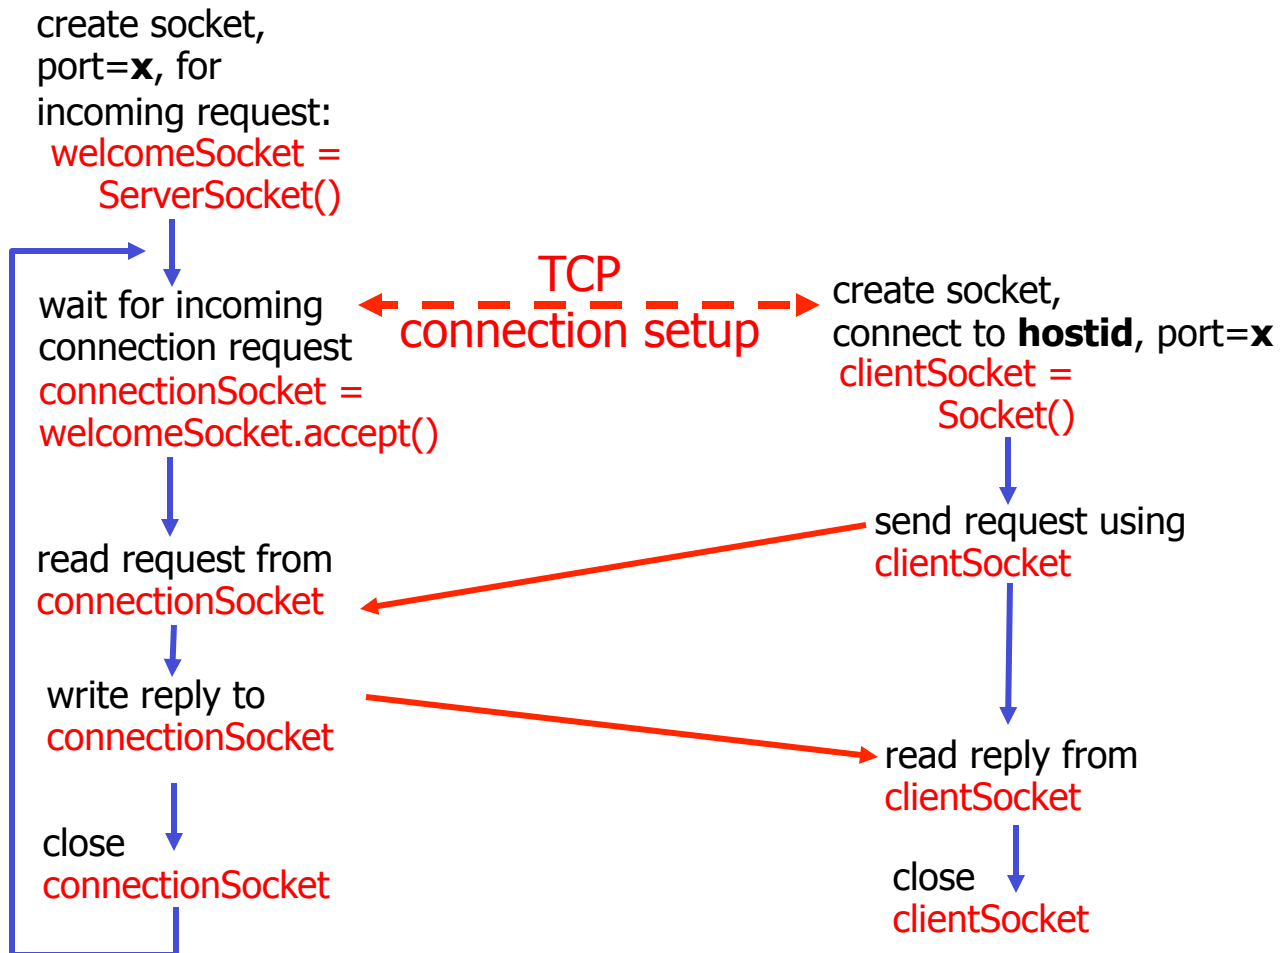 create socket,
port=x, for
incoming request:
welcomeSocket =
ServerSocket()
wait for incoming
connection request
connectionSocket =
welcomeSocket.accept()
read request from
connectionSocket
write reply to
connectionSocket
close
connectionSocket
TCP
connection setup
create socket,
connect to hostid, port=x
clientSocket =
Socket()
send request using
clientSocket
read reply from
clientSocket
close
clientSocket